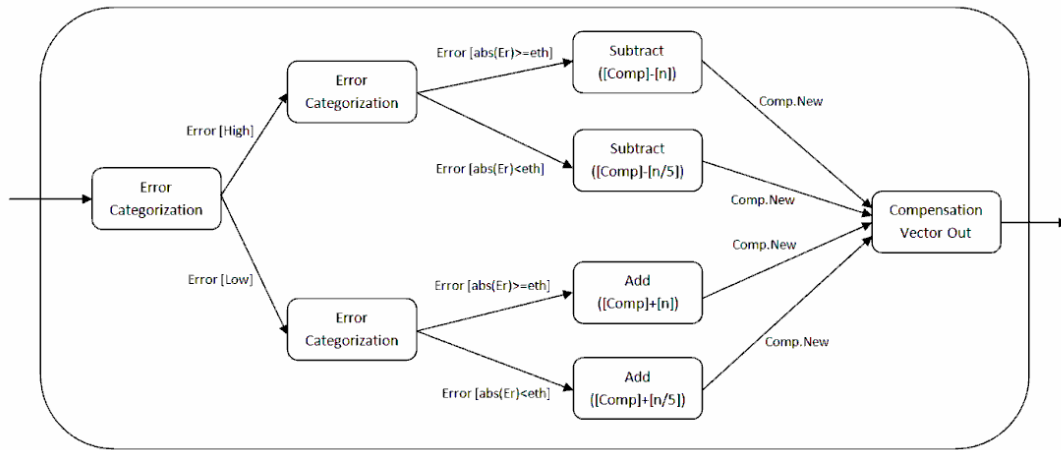 Error [abs(Er)>=eth]
Subtract
([Comp]-[n])
Error
Categorization
Comp.New
Error [High]
Subtract
([Comp]-[n/5])
Error [abs(Er)<eth]
Error
Categorization
Comp.New
Compensation
Vector Out
Comp.New
Error [Low]
Error [abs(Er)>=eth]
Add
([Comp]+[n])
Error
Categorization
Comp.New
Error [abs(Er)<eth]
Add
([Comp]+[n/5])